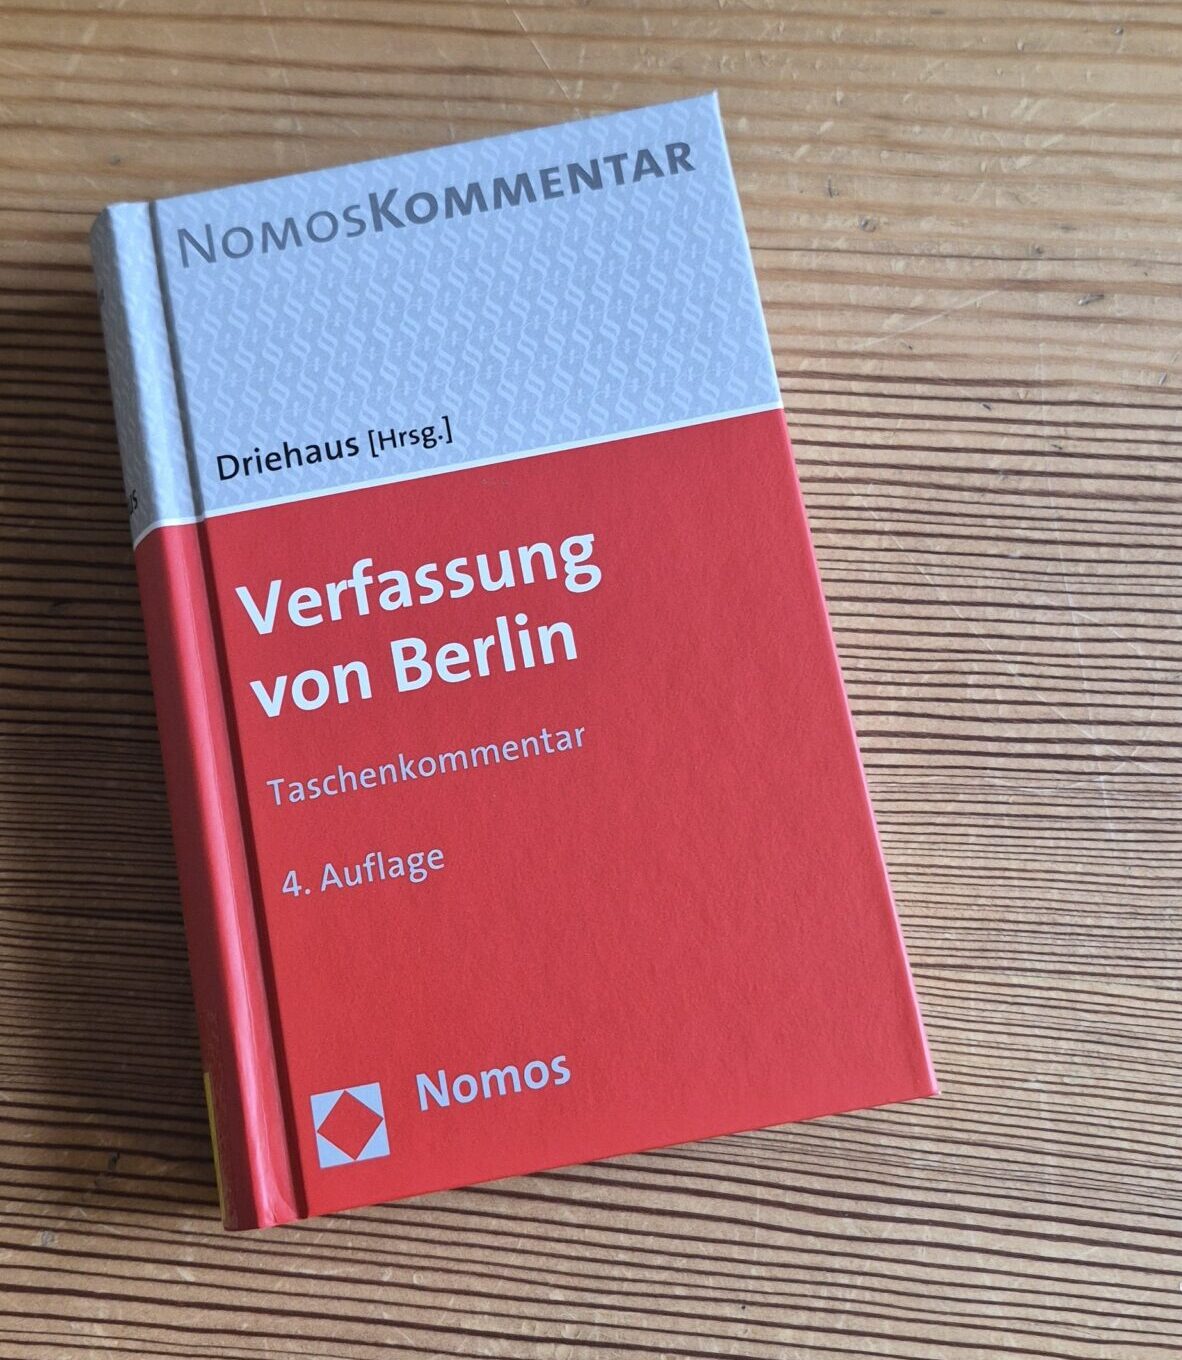 NomosKommentar
Driehaus [Hrsg.]
Verfassung
von Berlin
Taschenkommentar
4. Auflage
Nomos